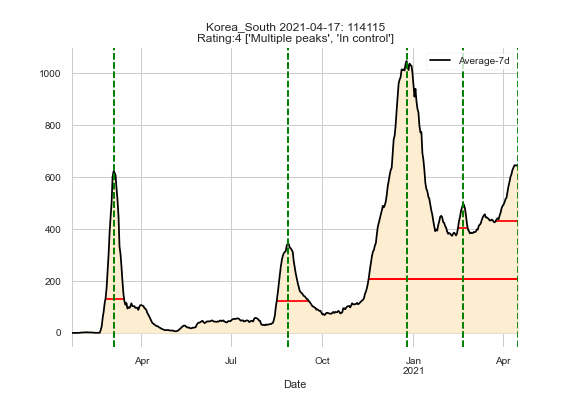 Korea_South 2021-04-17: 114115
Rating:4 ['Multiple peaks', 'In control']
Average-7d
1000
800
600
400
200
0
Apr
Jul
Oct
Jan
2021
Apr
Date